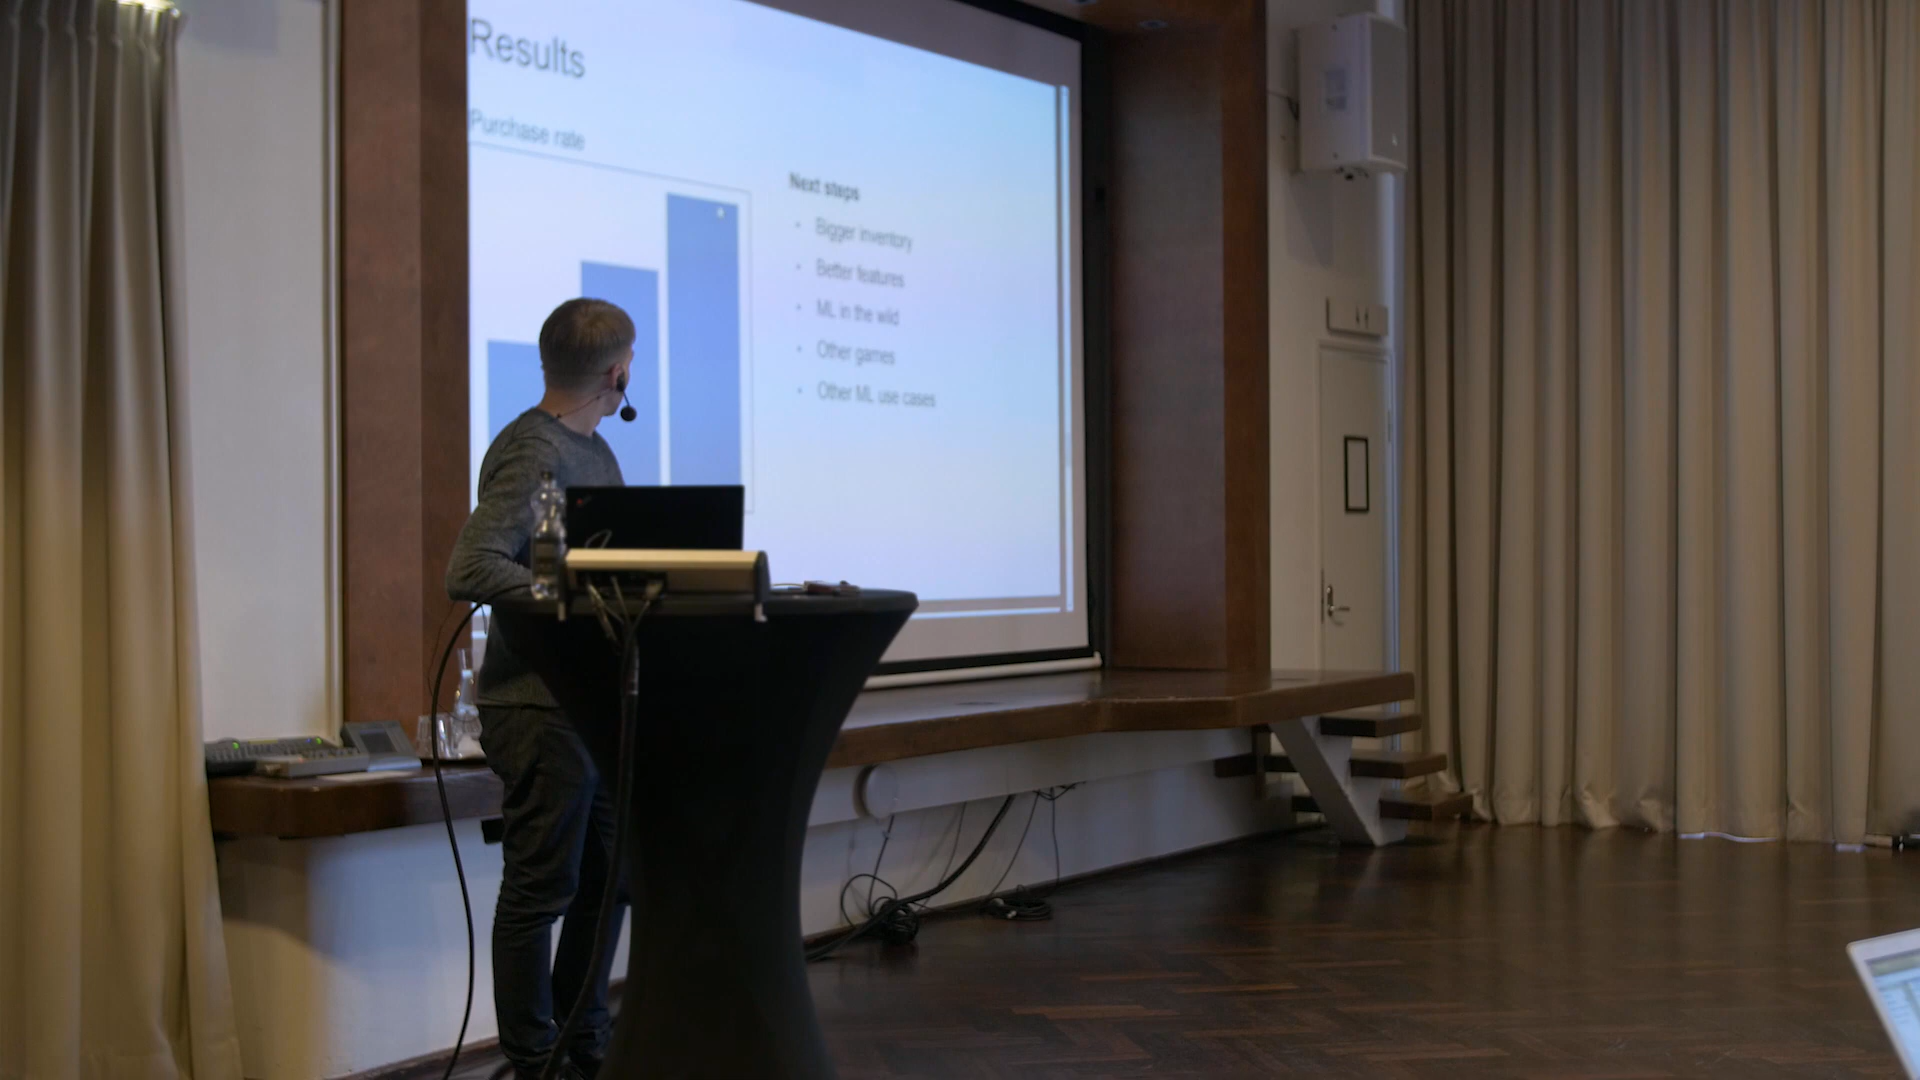 Results
Purchase rate
Next steps
Bigger inventory
Better features
ML in the wild
Other games
Other ML use cases